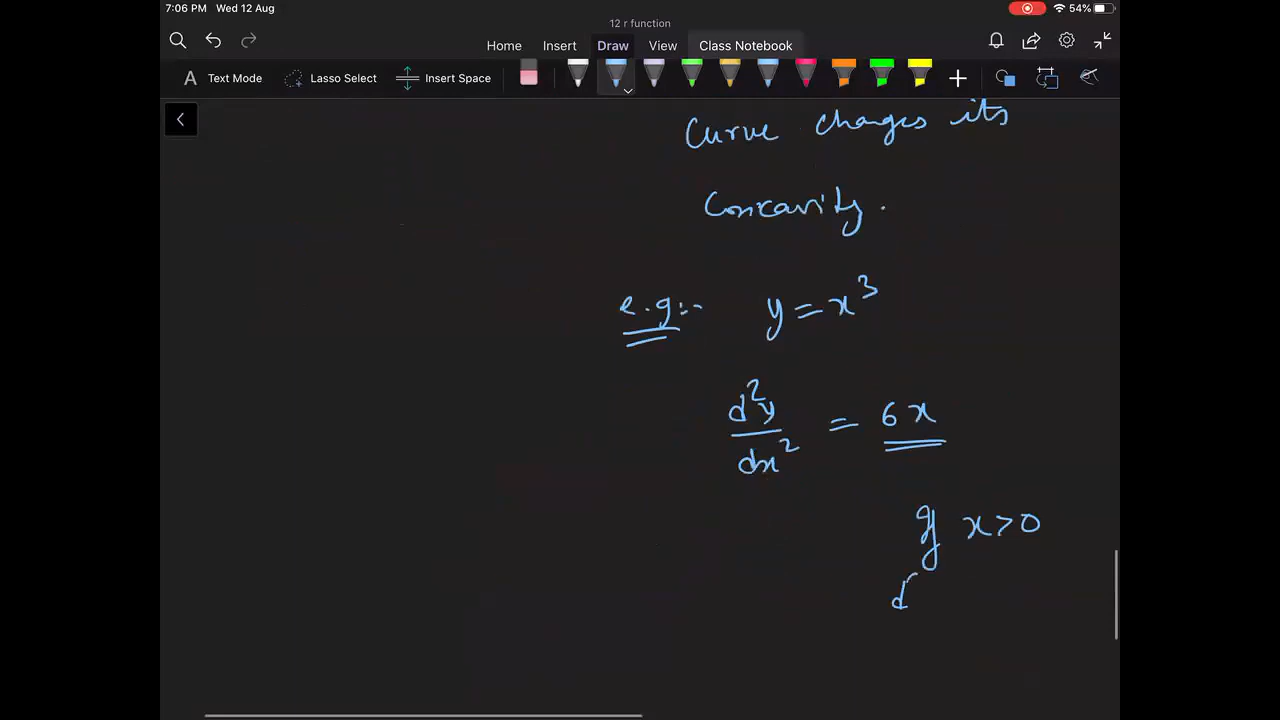 7:06 PM Wed 12 Aug
54%
12 r function
Home Insert Draw View Class Notebook
Text Mode Lasso Select Insert Space
Curve changes its
Concavity.
e.g:- y = x³
d²y/dx² = 6x
If x>0
d